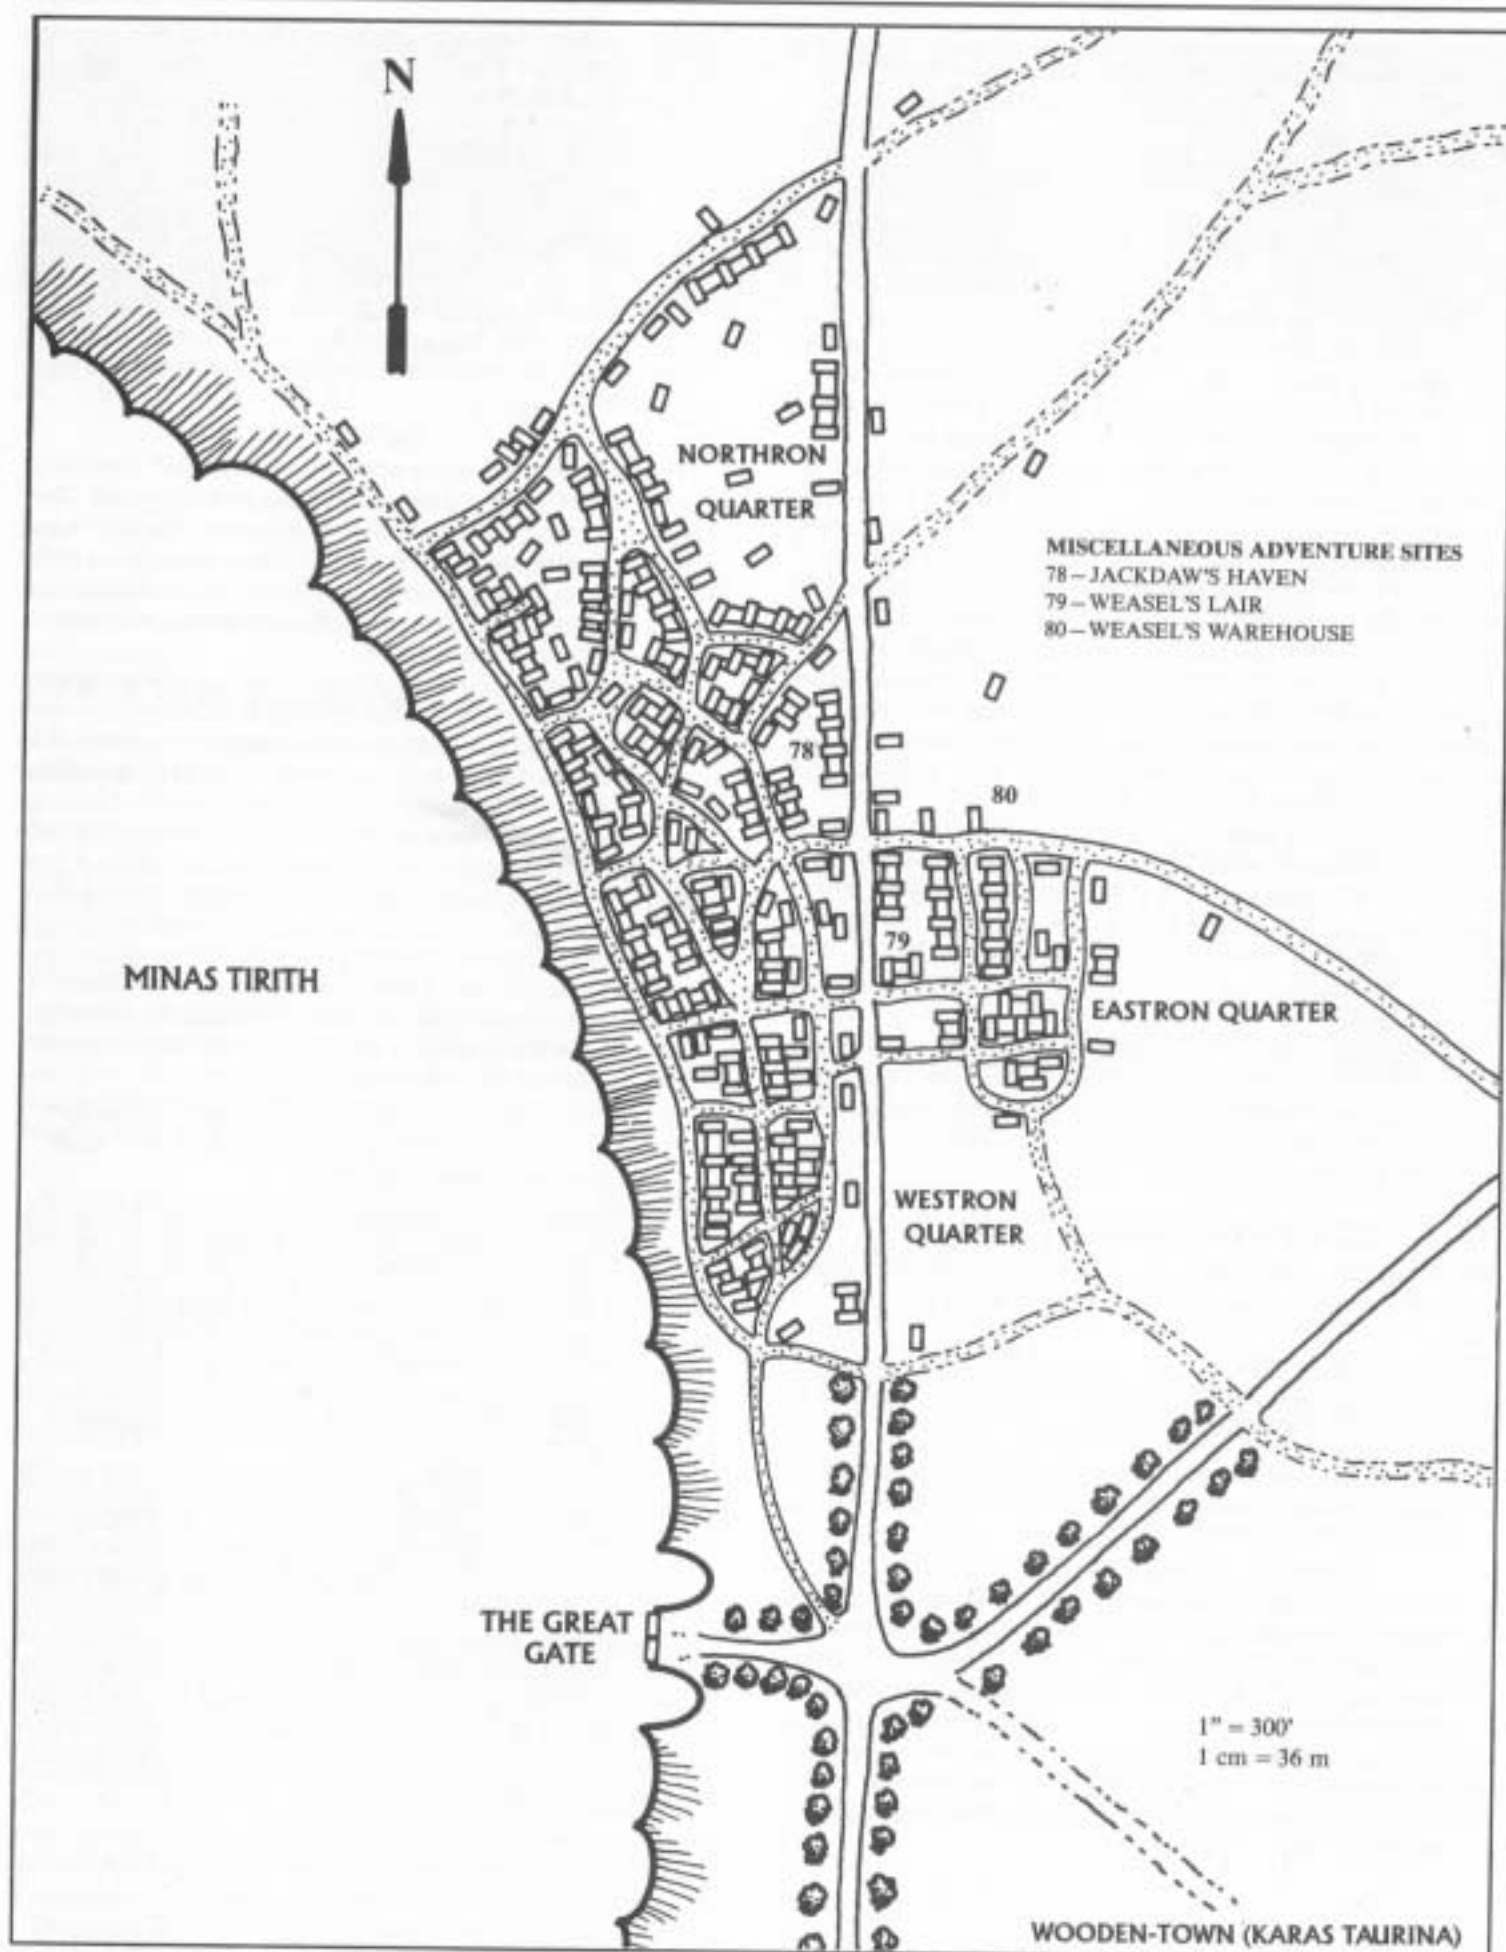 N
NORTHRON
QUARTER
MISCELLANEOUS ADVENTURE SITES
78 – JACKDAW'S HAVEN
79 – WEASEL'S LAIR
80 – WEASEL'S WAREHOUSE
78
80
79
MINAS TIRITH
EASTRON QUARTER
WESTRON
QUARTER
THE GREAT
GATE
1" = 300'
1 cm = 36 m
WOODEN-TOWN (KARAS TAURINA)